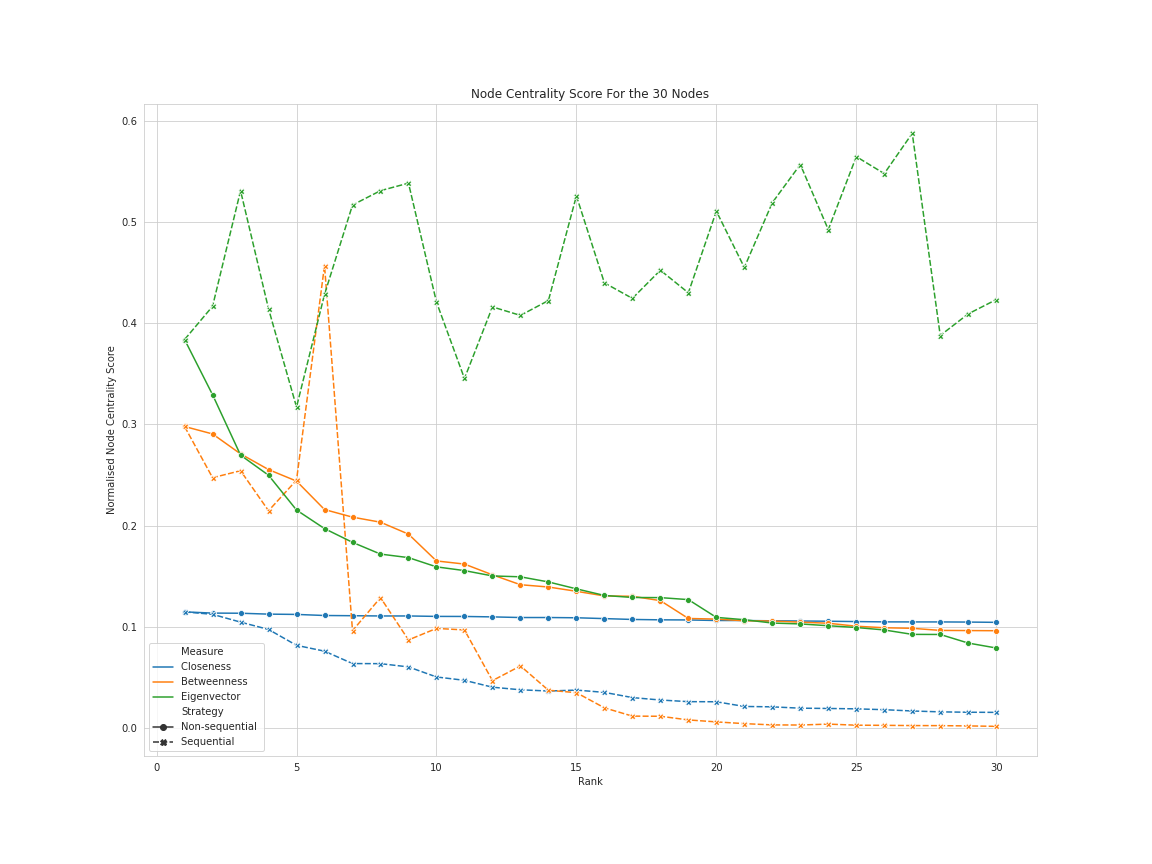 Node Centrality Score For the 30 Nodes
Normalised Node Centrality Score
0.6
0.5
0.4
0.3
0.2
0.1
0.0
Measure
Closeness
Betweenness
Eigenvector
Strategy
Non-sequential
Sequential
0 5 10 15 20 25 30
Rank